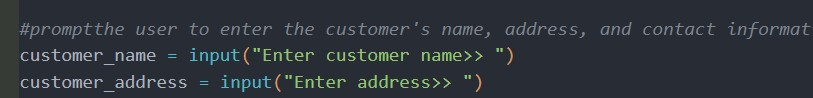 #promptthe user to enter the customer's name, address, and contact informat
customer_name = input("Enter customer name>> ")
customer_address = input("Enter address>> ")